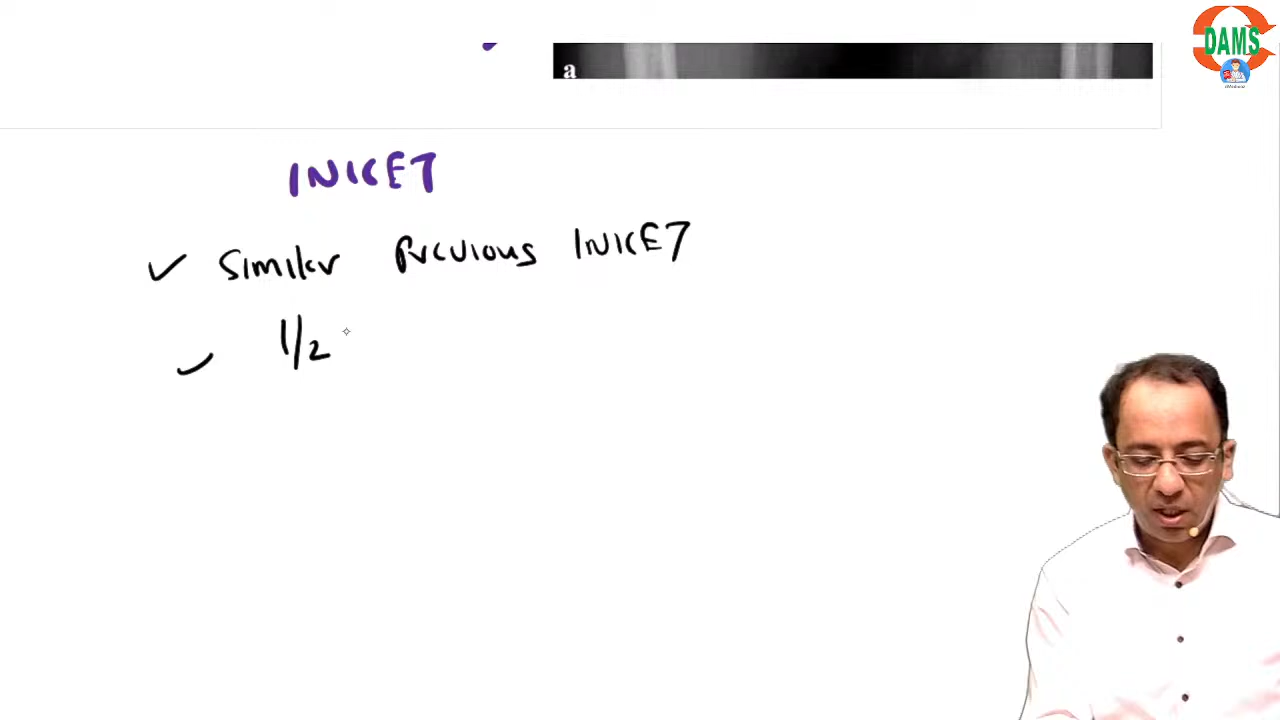 DAMS
a
INICET
✓ Similar Previous INICET
✓ 1/2